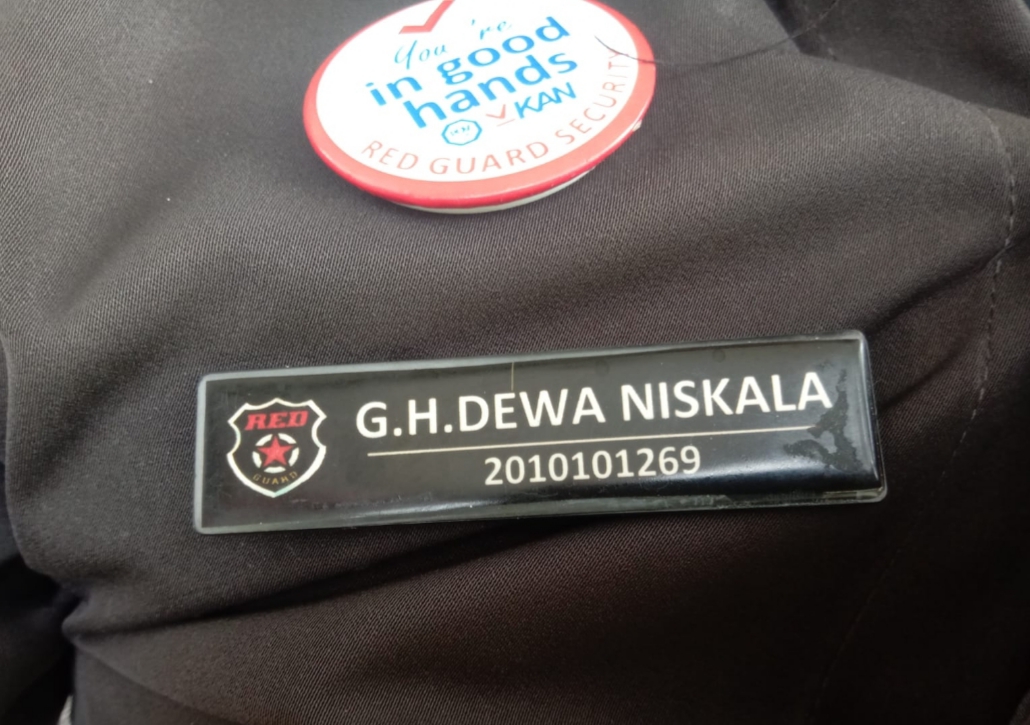 You 're
in good
hands
KAN
RED GUARD SECURITY
RED
GUARD
G.H.DEWA NISKALA
2010101269